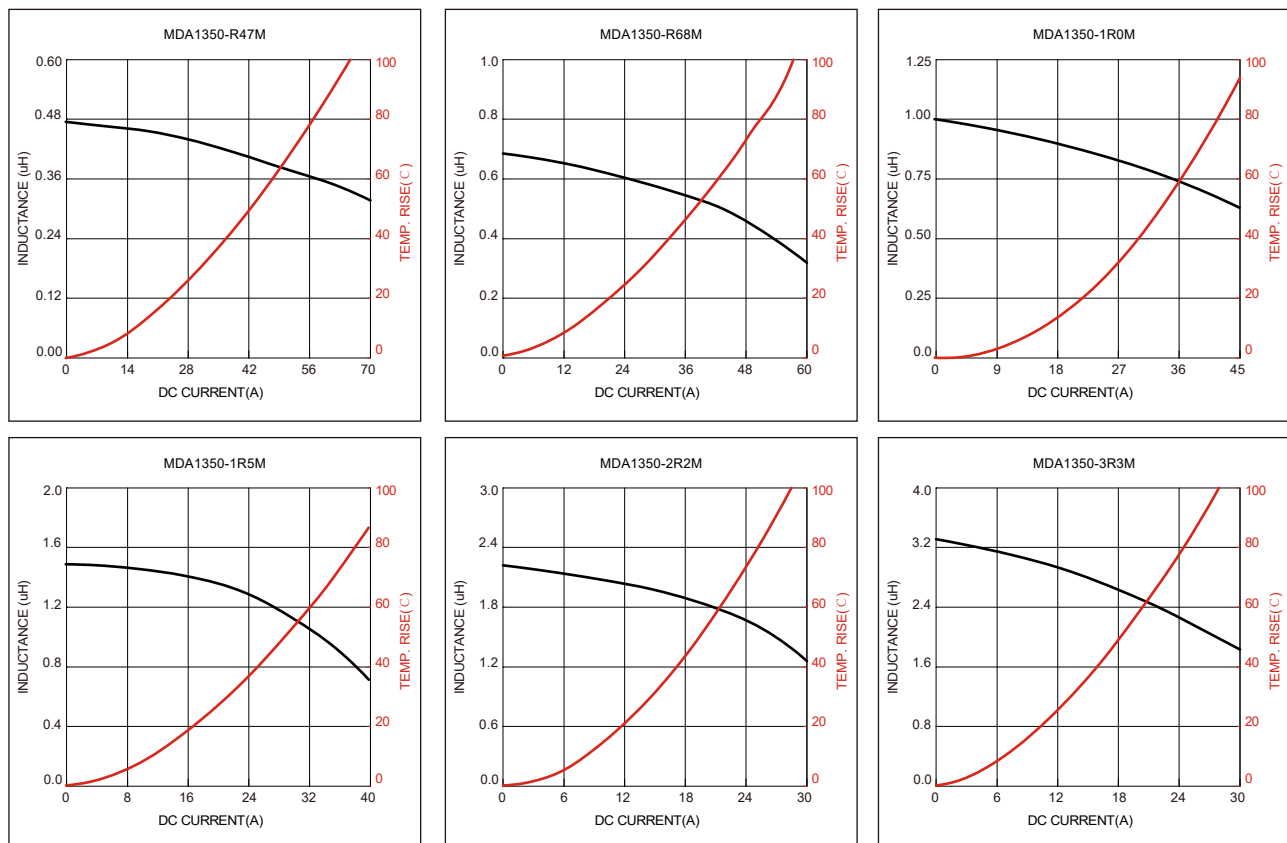 MDA1350-R47M
INDUCTANCE (uH)
0.60
0.48
0.36
0.24
0.12
0.00
0 14 28 42 56 70
DC CURRENT(A)
100
80
60
40
20
0
TEMP. RISE(℃)
MDA1350-R68M
INDUCTANCE (uH)
1.0
0.8
0.6
0.4
0.2
0.0
0 12 24 36 48 60
DC CURRENT(A)
100
80
60
40
20
0
TEMP. RISE(℃)
MDA1350-1R0M
INDUCTANCE (uH)
1.25
1.00
0.75
0.50
0.25
0.00
0 9 18 27 36 45
DC CURRENT(A)
100
80
60
40
20
0
TEMP. RISE(℃)
MDA1350-1R5M
INDUCTANCE (uH)
2.0
1.6
1.2
0.8
0.4
0.0
0 8 16 24 32 40
DC CURRENT(A)
100
80
60
40
20
0
TEMP. RISE(℃)
MDA1350-2R2M
INDUCTANCE (uH)
3.0
2.4
1.8
1.2
0.6
0.0
0 6 12 18 24 30
DC CURRENT(A)
100
80
60
40
20
0
TEMP. RISE(℃)
MDA1350-3R3M
INDUCTANCE (uH)
4.0
3.2
2.4
1.6
0.8
0.0
0 6 12 18 24 30
DC CURRENT(A)
100
80
60
40
20
0
TEMP. RISE(℃)